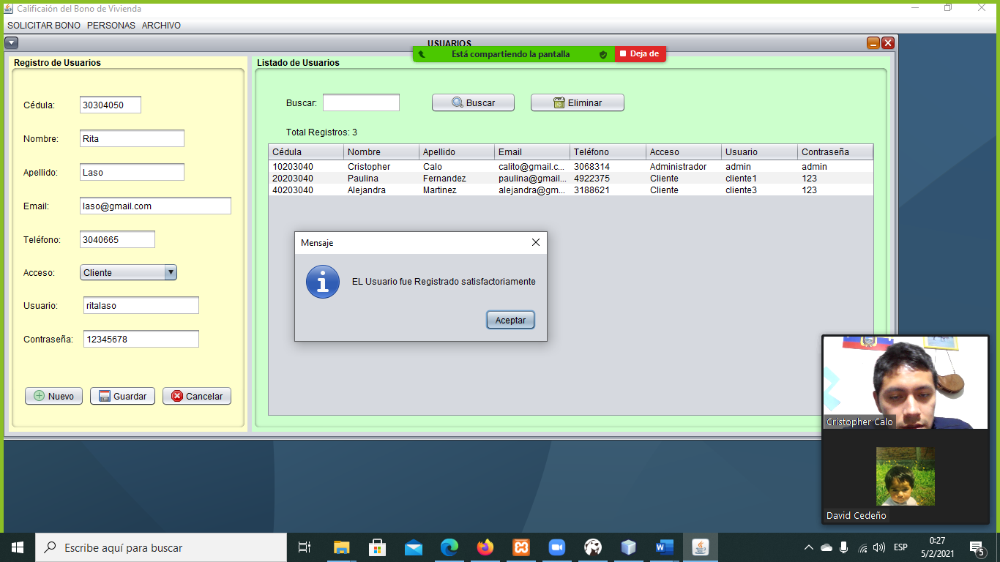 Calificaión del Bono de Vivienda
SOLICITAR BONO PERSONAS ARCHIVO
USUARIOS
Está compartiendo la pantalla
Deja de
Registro de Usuarios
Cédula: 30304050
Nombre: Rita
Apellido: Laso
Email: laso@gmail.com
Teléfono: 3040665
Acceso: Cliente
Usuario: ritalaso
Contraseña: 12345678
Nuevo Guardar Cancelar
Listado de Usuarios
Buscar: Buscar Eliminar
Total Registros: 3
Cédula Nombre Apellido Email Teléfono Acceso Usuario Contraseña
10203040 Cristopher Calo calito@gmail.c... 3068314 Administrador admin admin
20203040 Paulina Fernandez paulina@gmail... 4922375 Cliente cliente1 123
40203040 Alejandra Martinez alejandra@gm... 3188621 Cliente cliente3 123
Mensaje
EL Usuario fue Registrado satisfactoriamente
Aceptar
Cristopher Calo
David Cedeño
Escribe aquí para buscar
ESP
0:27
5/2/2021
5